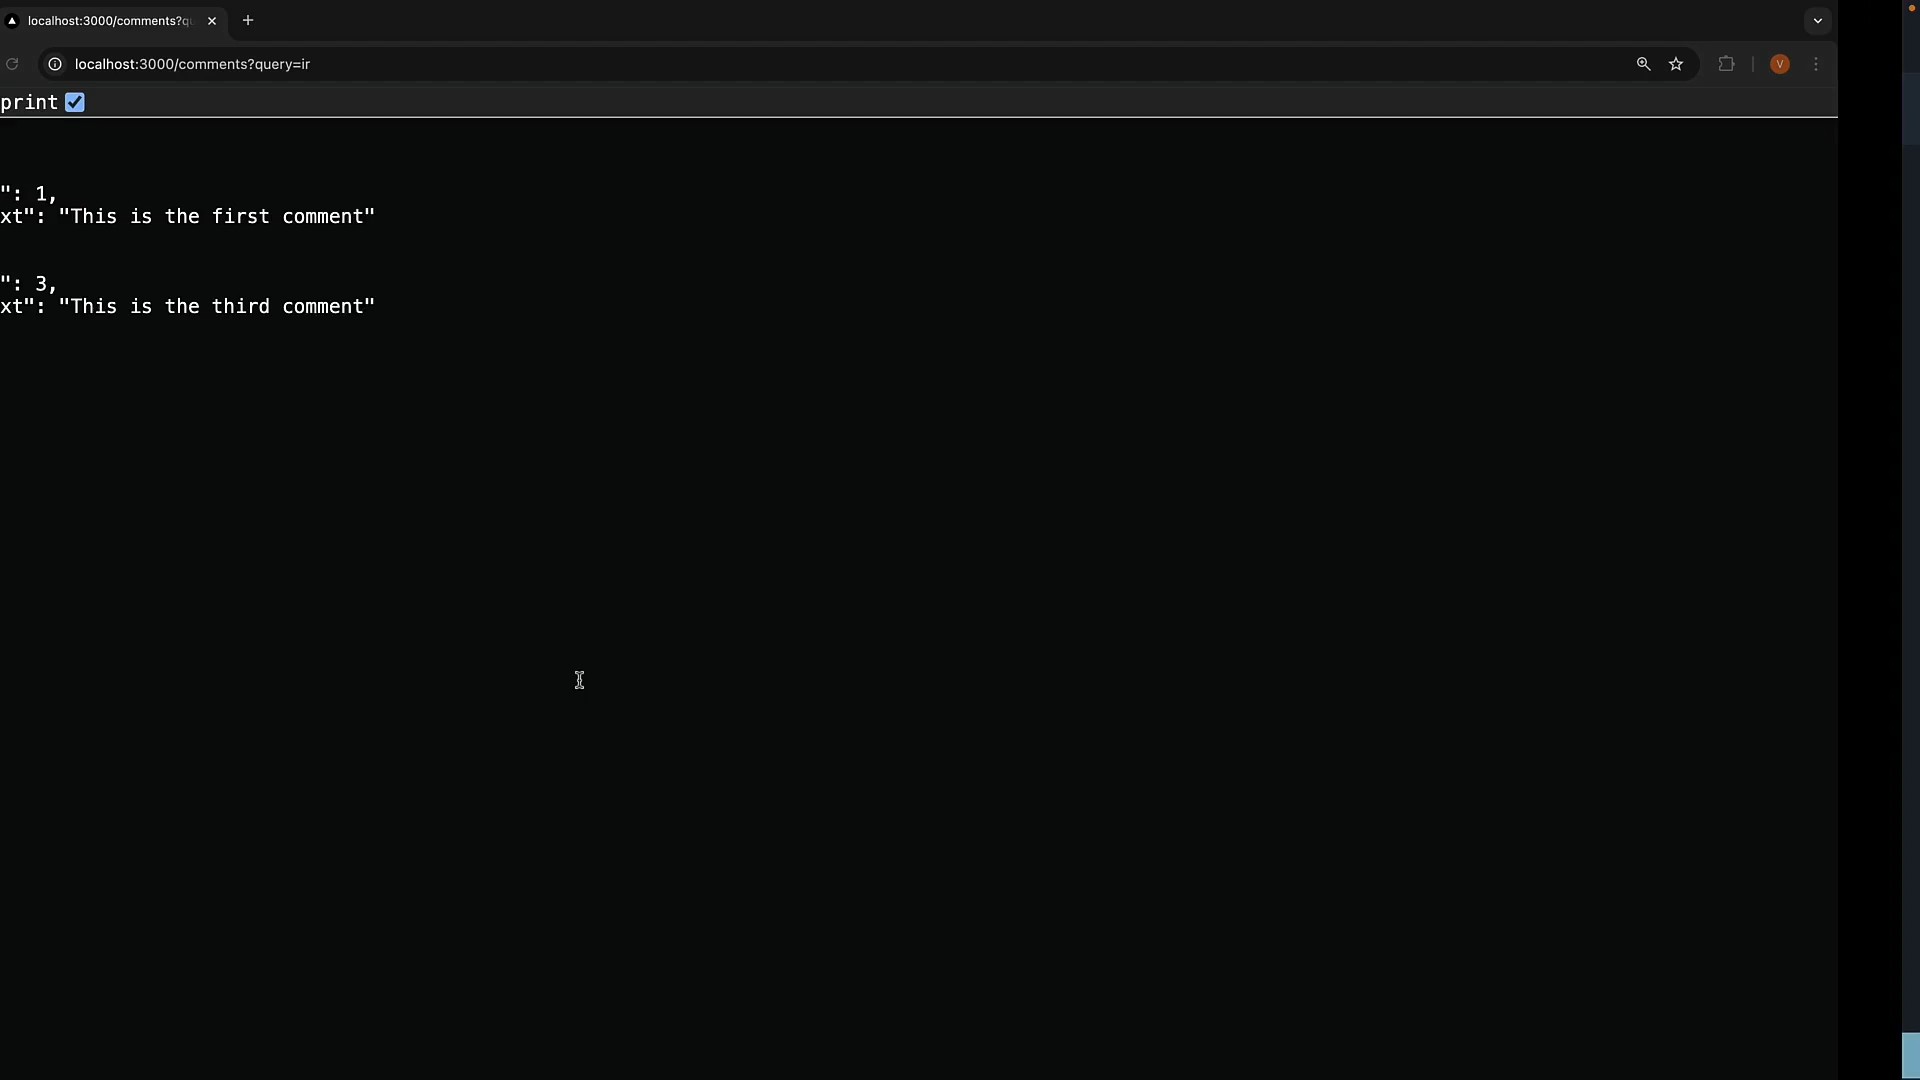 localhost:3000/comments?qu
localhost:3000/comments?query=ir
V
print
": 1,
xt": "This is the first comment"
": 3,
xt": "This is the third comment"